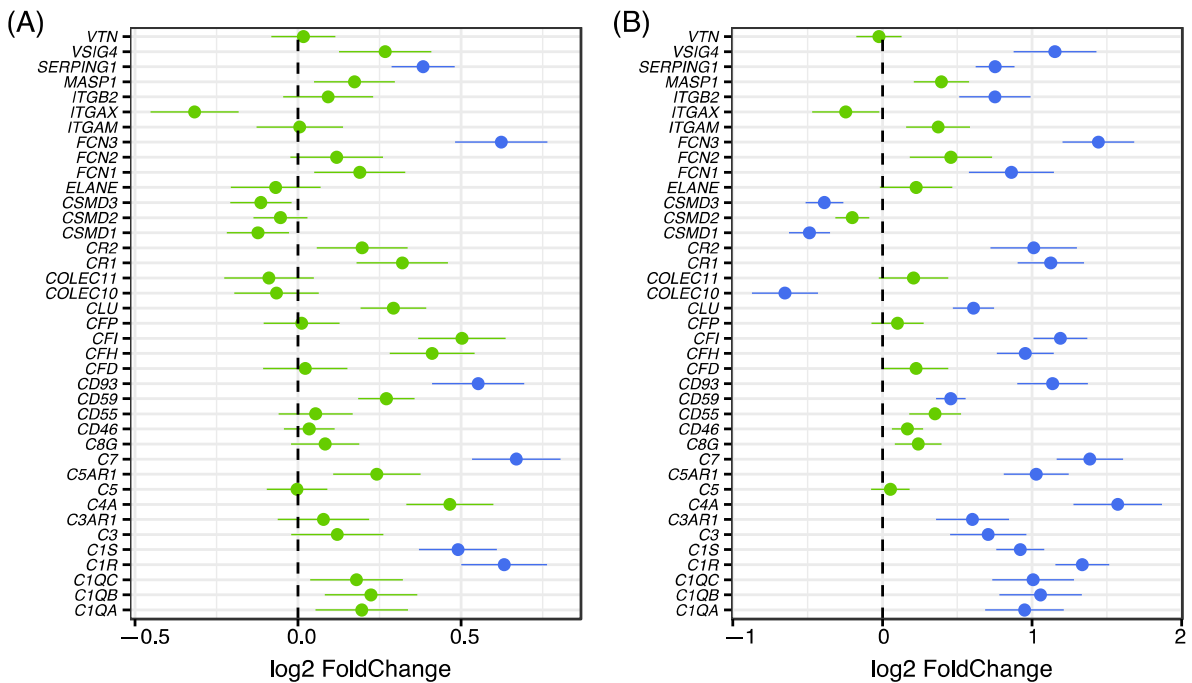 (A)
VTN
VSIG4
SERPING1
MASP1
ITGB2
ITGAX
ITGAM
FCN3
FCN2
FCN1
ELANE
CSMD3
CSMD2
CSMD1
CR2
CR1
COLEC11
COLEC10
CLU
CFP
CFI
CFH
CFD
CD93
CD59
CD55
CD46
C8G
C7
C5AR1
C5
C4A
C3AR1
C3
C1S
C1R
C1QC
C1QB
C1QA
−0.5 0.0 0.5
log2 FoldChange
(B)
VTN
VSIG4
SERPING1
MASP1
ITGB2
ITGAX
ITGAM
FCN3
FCN2
FCN1
ELANE
CSMD3
CSMD2
CSMD1
CR2
CR1
COLEC11
COLEC10
CLU
CFP
CFI
CFH
CFD
CD93
CD59
CD55
CD46
C8G
C7
C5AR1
C5
C4A
C3AR1
C3
C1S
C1R
C1QC
C1QB
C1QA
−1 0 1 2
log2 FoldChange